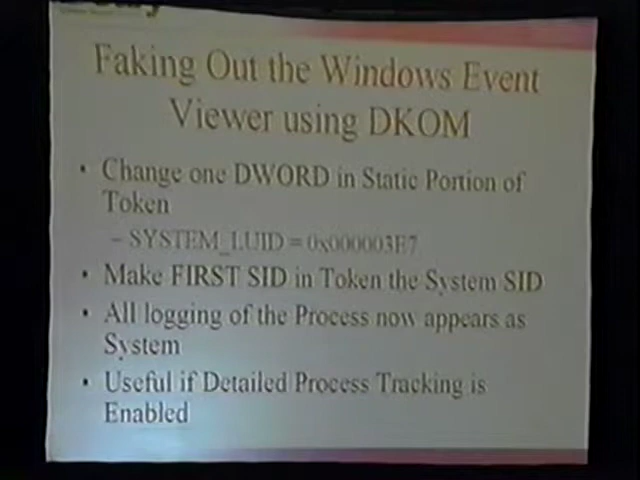 Faking Out the Windows Event
Viewer using DKOM
• Change one DWORD in Static Portion of
Token
– SYSTEM_LUID = 0x000003E7
• Make FIRST SID in Token the System SID
• All logging of the Process now appears as
System
• Useful if Detailed Process Tracking is
Enabled